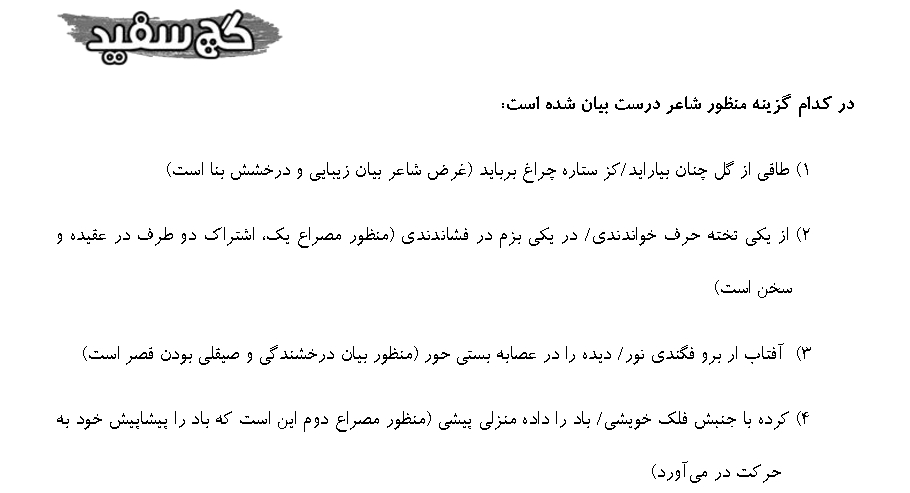 گچ سفید
در کدام گزینه منظور شاعر درست بیان شده است:
۱) طاقی از گل چنان بیاراید/کز ستاره چراغ برباید (غرض شاعر بیان زیبایی و درخشش بنا است)
۲) از یکی تخته حرف خواندندی/ در یکی بزم در فشاندندی (منظور مصراع یک، اشتراک دو طرف در عقیده و
سخن است)
۳) آفتاب ار برو فگندی نور/ دیده را در عصابه بستی حور (منظور بیان درخشندگی و صیقلی بودن قصر است)
۴) کرده با جنبش فلک خویشی/ باد را داده منزلی پیشی (منظور مصراع دوم این است که باد را پیشاپیش خود به
حرکت در می‌آورد)